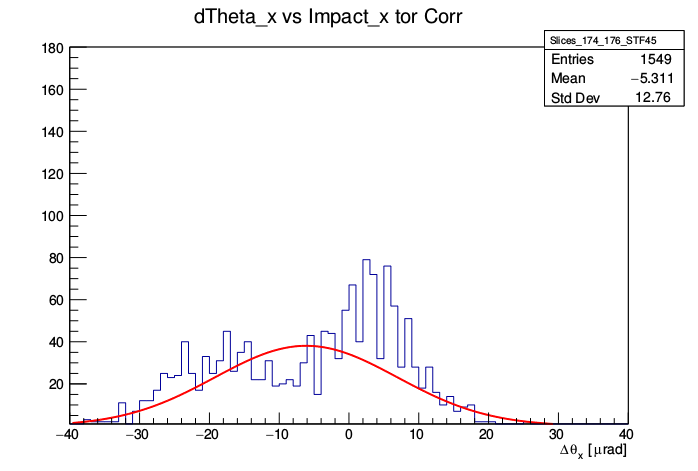 dTheta_x vs Impact_x tor Corr
Slices_174_176_STF45
Entries 1549
Mean −5.311
Std Dev 12.76
180
160
140
120
100
80
60
40
20
−40 −30 −20 −10 0 10 20 30 40
Δθx [μrad]